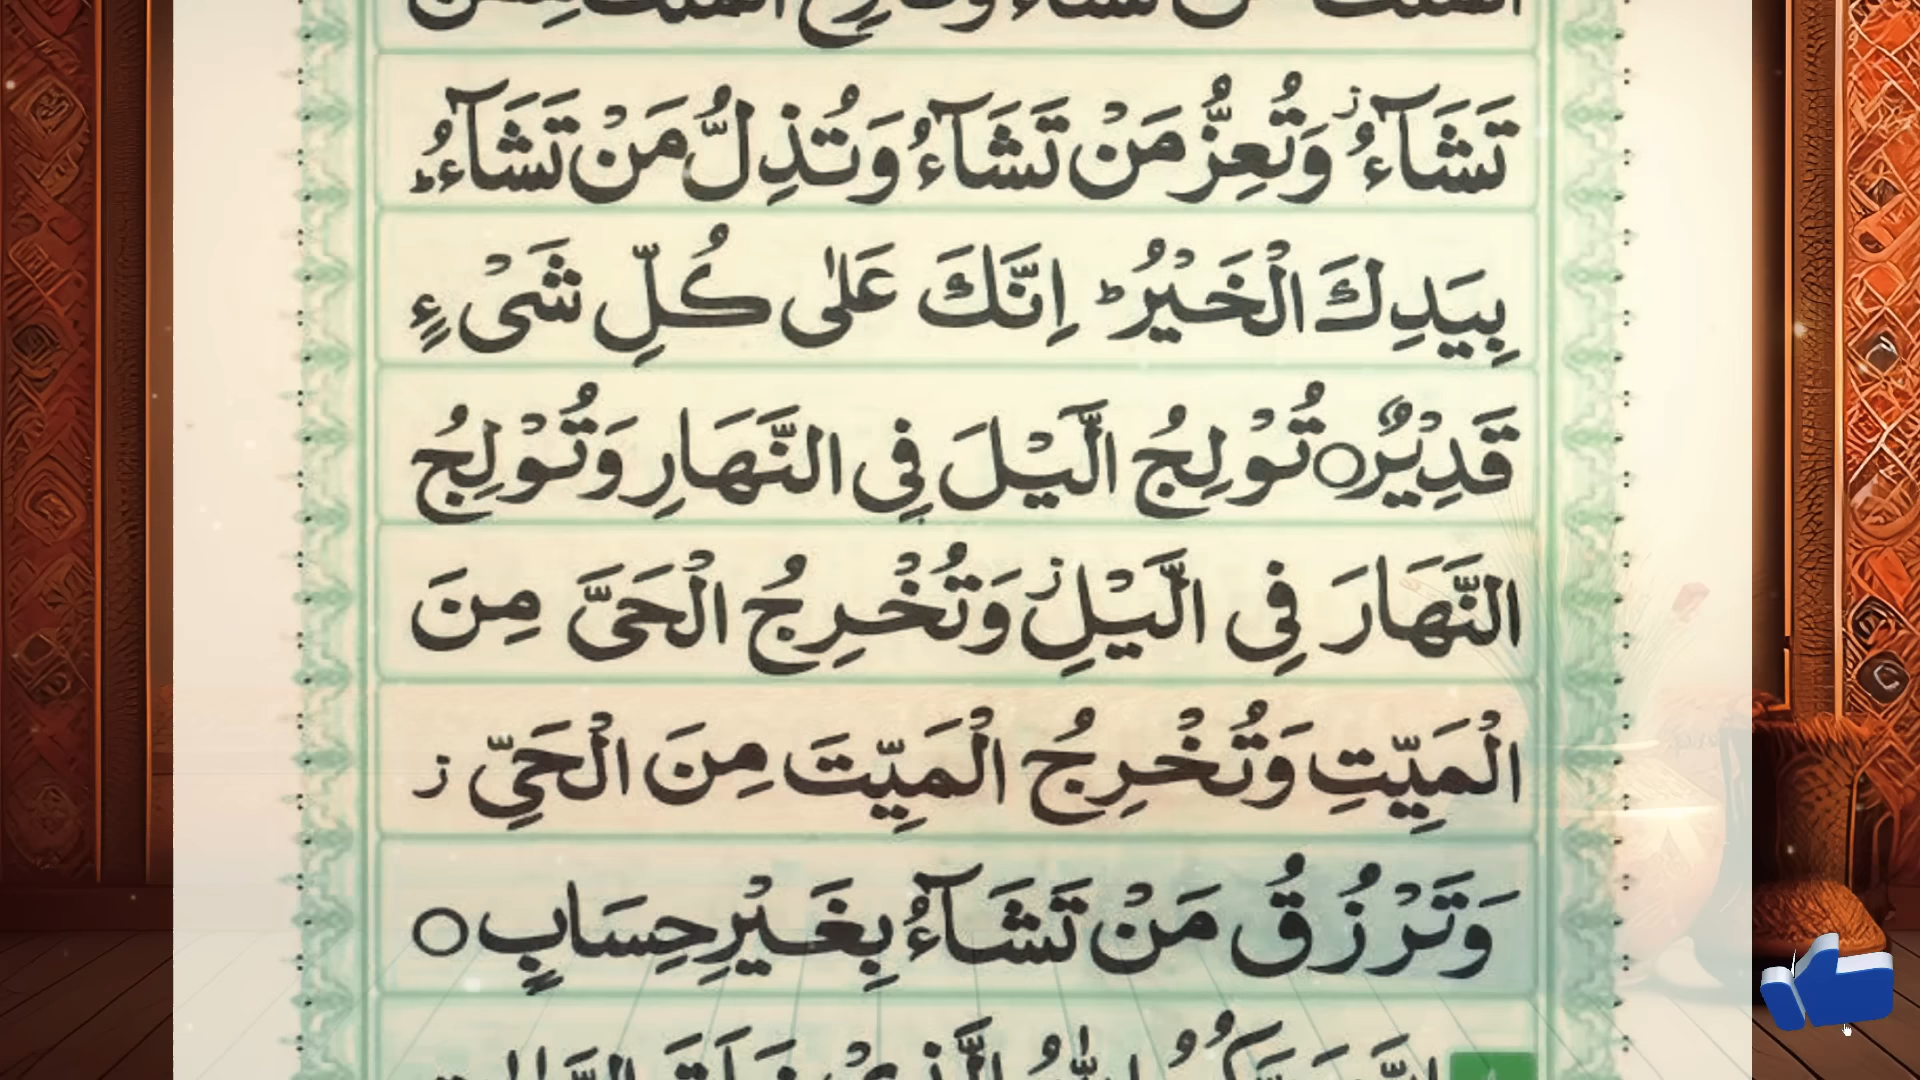 تَشَآءُ ز وَتُعِزُّ مَنْ تَشَآءُ وَتُذِلُّ مَنْ تَشَآءُ ط
بِيَدِكَ الْخَيْرُ ط اِنَّكَ عَلٰى كُلِّ شَىْءٍ
قَدِيْرٌ ○ تُوْلِجُ الَّيْلَ فِى النَّهَارِ وَتُوْلِجُ
النَّهَارَ فِى الَّيْلِ ز وَتُخْرِجُ الْحَىَّ مِنَ
الْمَيِّتِ وَتُخْرِجُ الْمَيِّتَ مِنَ الْحَىِّ ز
وَتَرْزُقُ مَنْ تَشَآءُ بِغَيْرِ حِسَابٍ ○